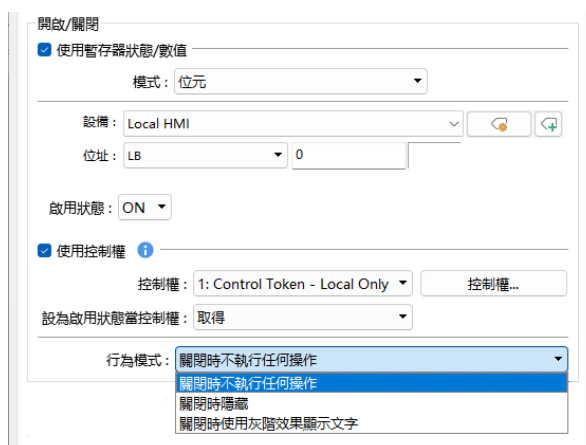 開啟/關閉
使用暫存器狀態/數值
模式： 位元
設備： Local HMI
位址： LB 0
啟用狀態： ON
使用控制權
控制權： 1: Control Token - Local Only 控制權...
設為啟用狀態當控制權： 取得
行為模式： 關閉時不執行任何操作
關閉時不執行任何操作
關閉時隱藏
關閉時使用灰階效果顯示文字